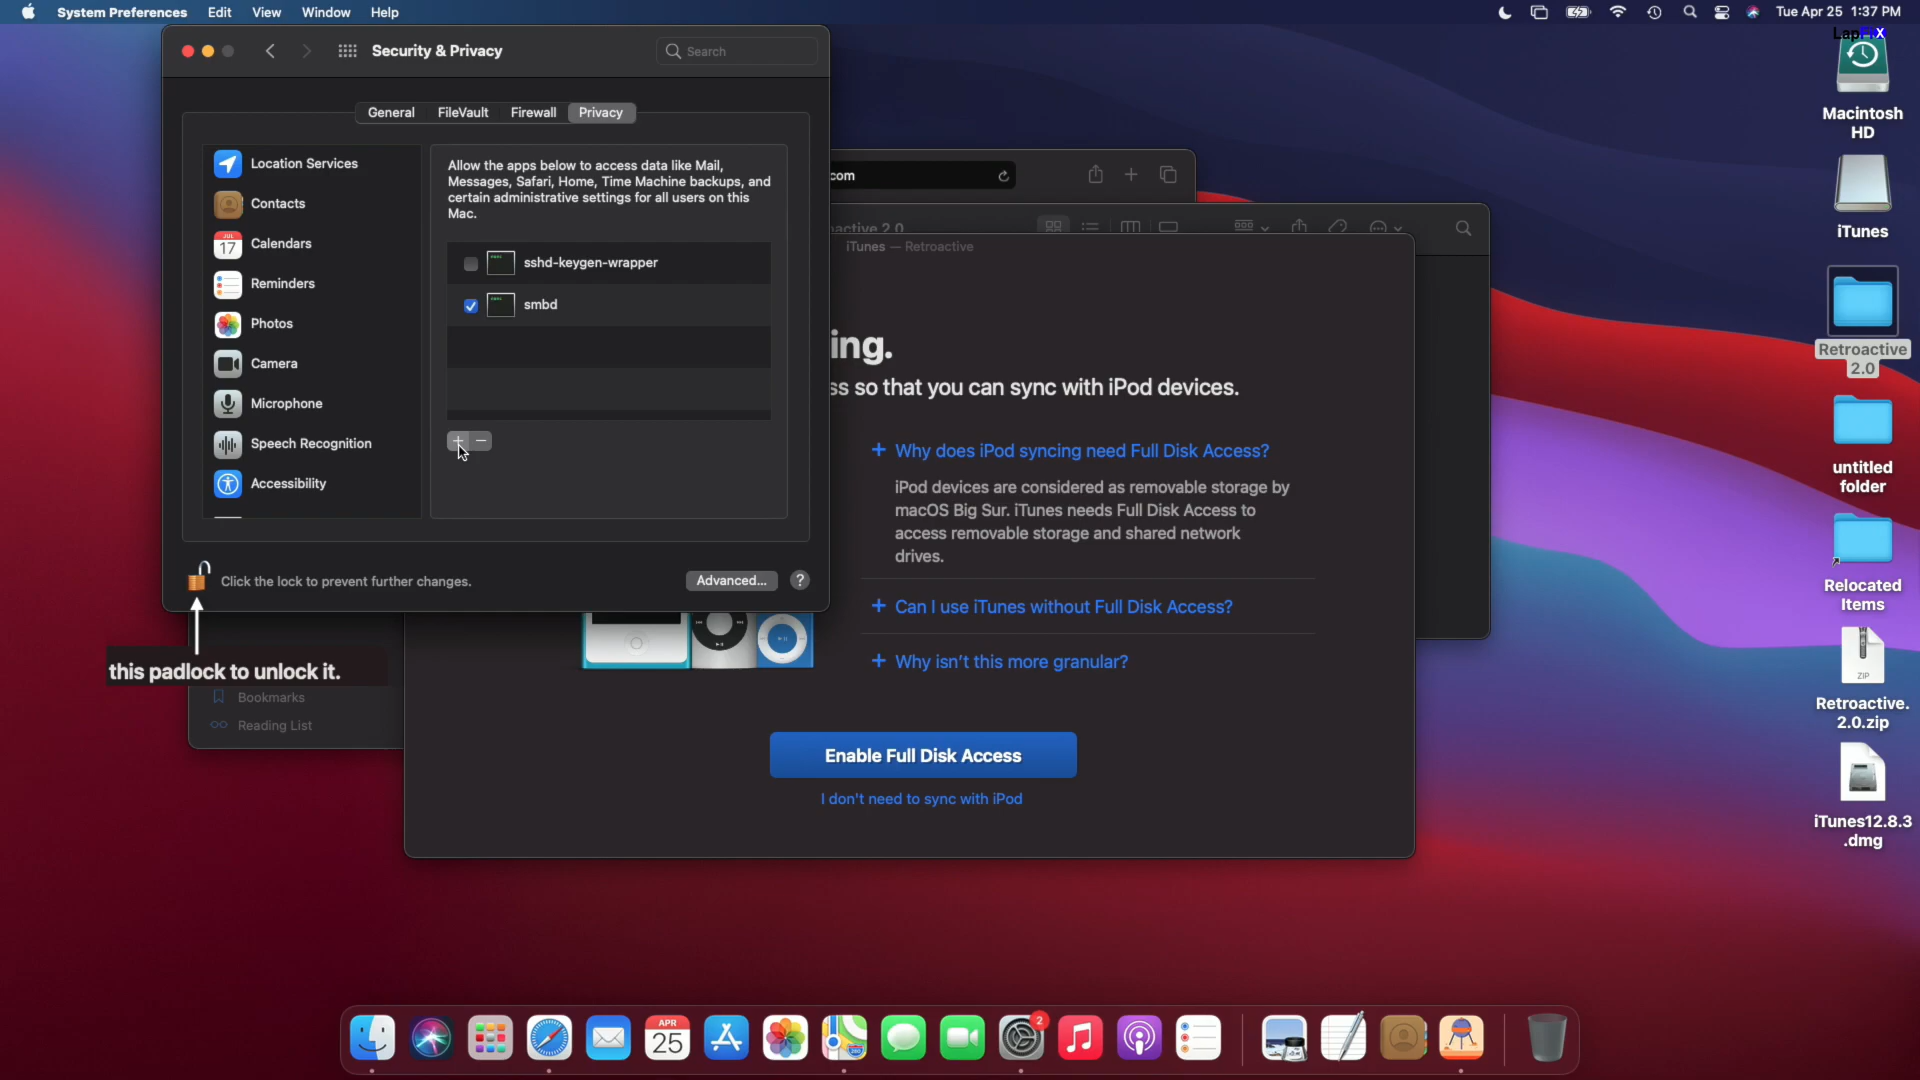 System Preferences Edit View Window Help
Tue Apr 25 1:37 PM
LapFix
Security & Privacy
Search
General FileVault Firewall Privacy
Location Services
Contacts
JUL
17
Calendars
Reminders
Photos
Camera
Microphone
Speech Recognition
Accessibility
Allow the apps below to access data like Mail,
Messages, Safari, Home, Time Machine backups, and
certain administrative settings for all users on this
Mac.
sshd-keygen-wrapper
smbd
Click the lock to prevent further changes.
Advanced...
?
this padlock to unlock it.
Bookmarks
Reading List
com
active 2.0
iTunes — Retroactive
ing.
ss so that you can sync with iPod devices.
+ Why does iPod syncing need Full Disk Access?
iPod devices are considered as removable storage by
macOS Big Sur. iTunes needs Full Disk Access to
access removable storage and shared network
drives.
+ Can I use iTunes without Full Disk Access?
+ Why isn't this more granular?
Enable Full Disk Access
I don't need to sync with iPod
Macintosh
HD
iTunes
Retroactive
2.0
untitled
folder
Relocated
Items
ZIP
Retroactive.
2.0.zip
iTunes12.8.3
.dmg
APR
25
2